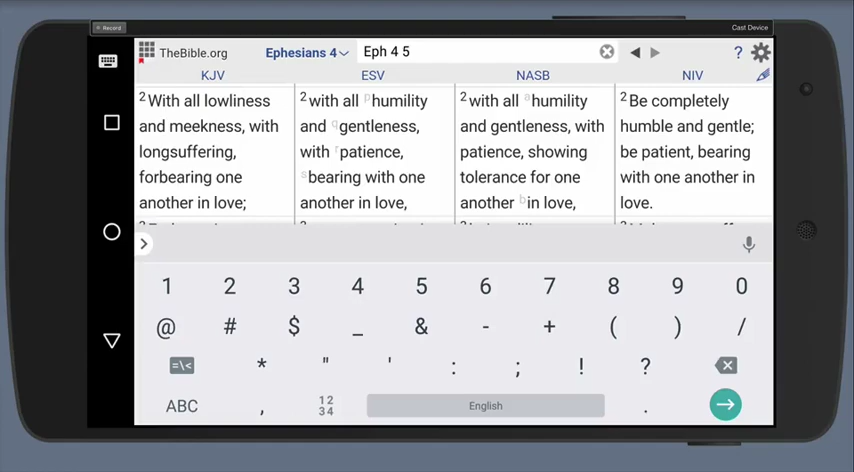 Record
Cast Device
TheBible.org
Ephesians 4
Eph 4 5
?
KJV
ESV
NASB
NIV
2 With all lowliness
and meekness, with
longsuffering,
forbearing one
another in love;
2 with all p humility
and q gentleness,
with r patience,
s bearing with one
another in love,
2 with all a humility
and gentleness, with
patience, showing
tolerance for one
another b in love,
2 Be completely
humble and gentle;
be patient, bearing
with one another in
love.
1 2 3 4 5 6 7 8 9 0
@ # $ _ & - + ( ) /
=\< * " ' : ; ! ?
ABC , 12 34 English .